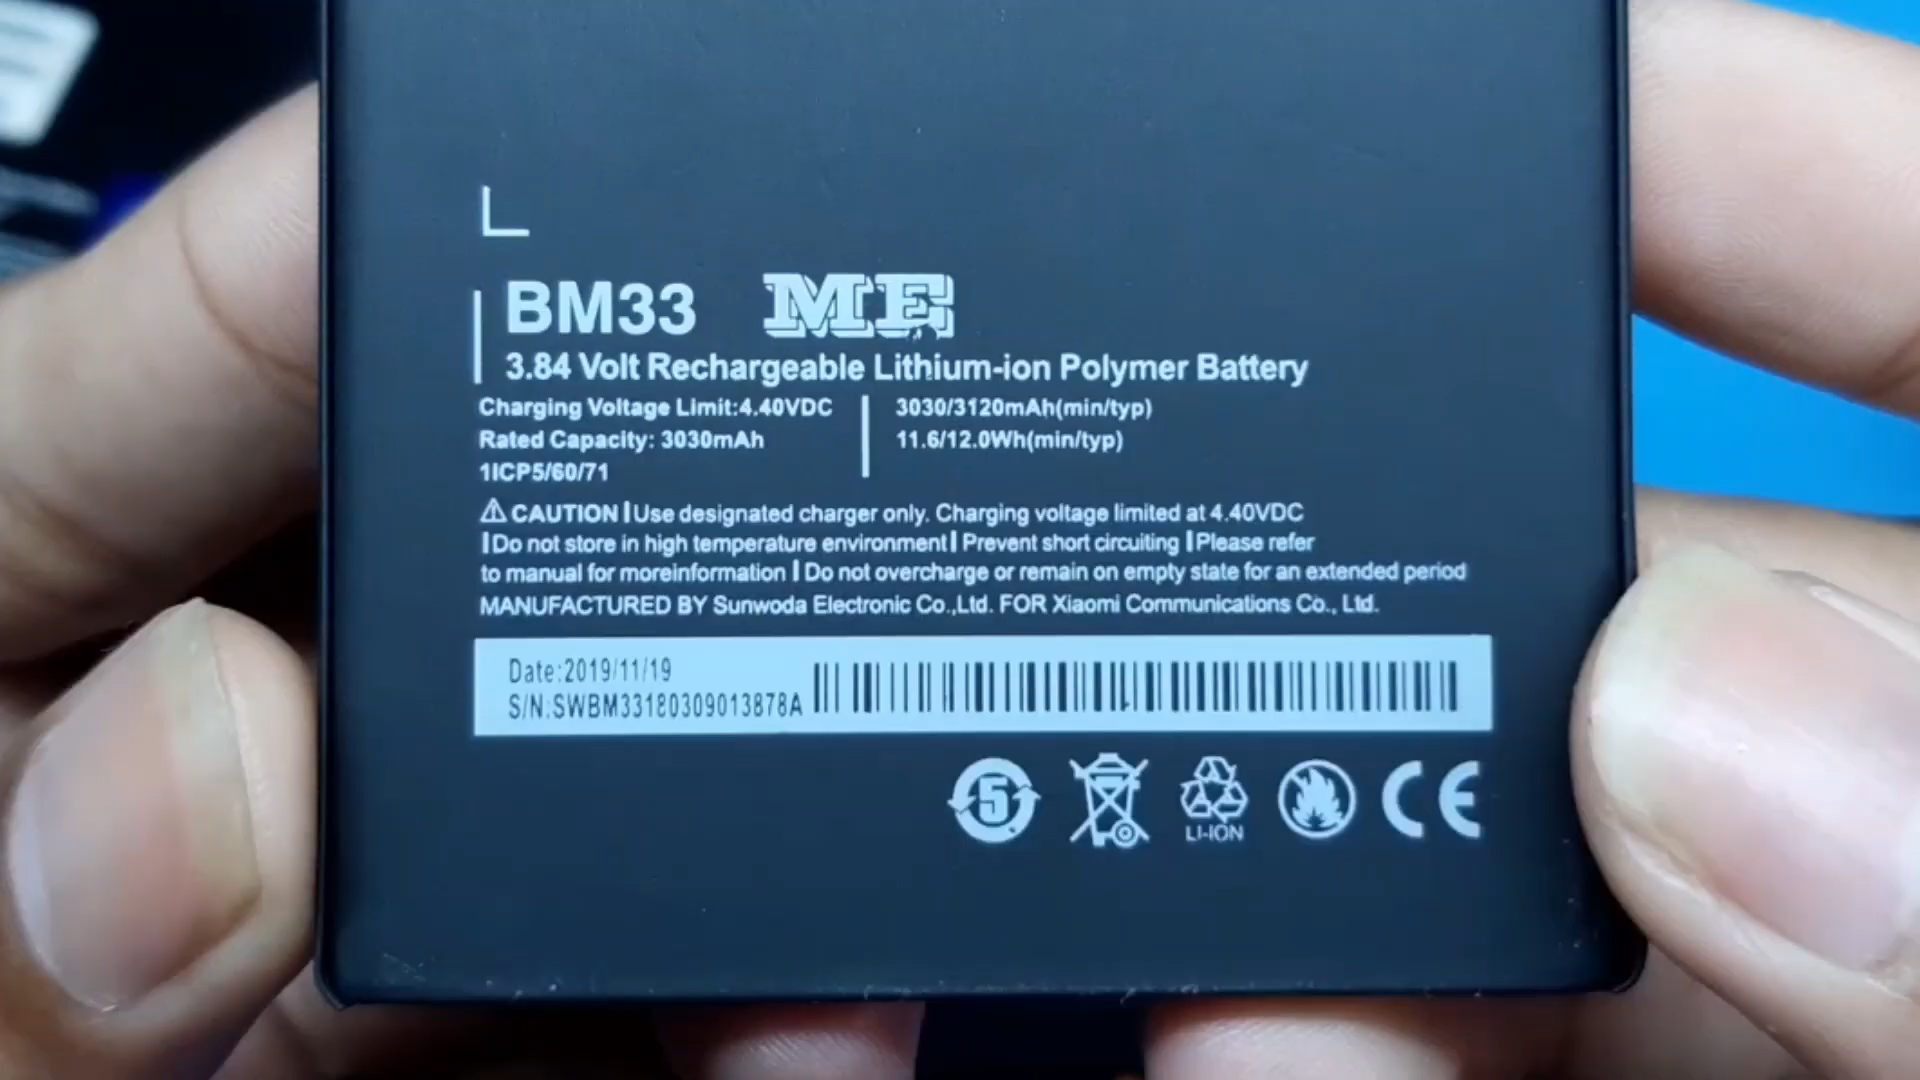 BM33 ME
3.84 Volt Rechargeable Lithium-ion Polymer Battery
Charging Voltage Limit:4.40VDC
Rated Capacity: 3030mAh
1ICP5/60/71
3030/3120mAh(min/typ)
11.6/12.0Wh(min/typ)
CAUTION | Use designated charger only. Charging voltage limited at 4.40VDC
| Do not store in high temperature environment | Prevent short circuiting | Please refer
to manual for moreinformation | Do not overcharge or remain on empty state for an extended period
MANUFACTURED BY Sunwoda Electronic Co.,Ltd. FOR Xiaomi Communications Co., Ltd.
Date:2019/11/19
S/N:SWBM33180309013878A
5
LI-ION
CE